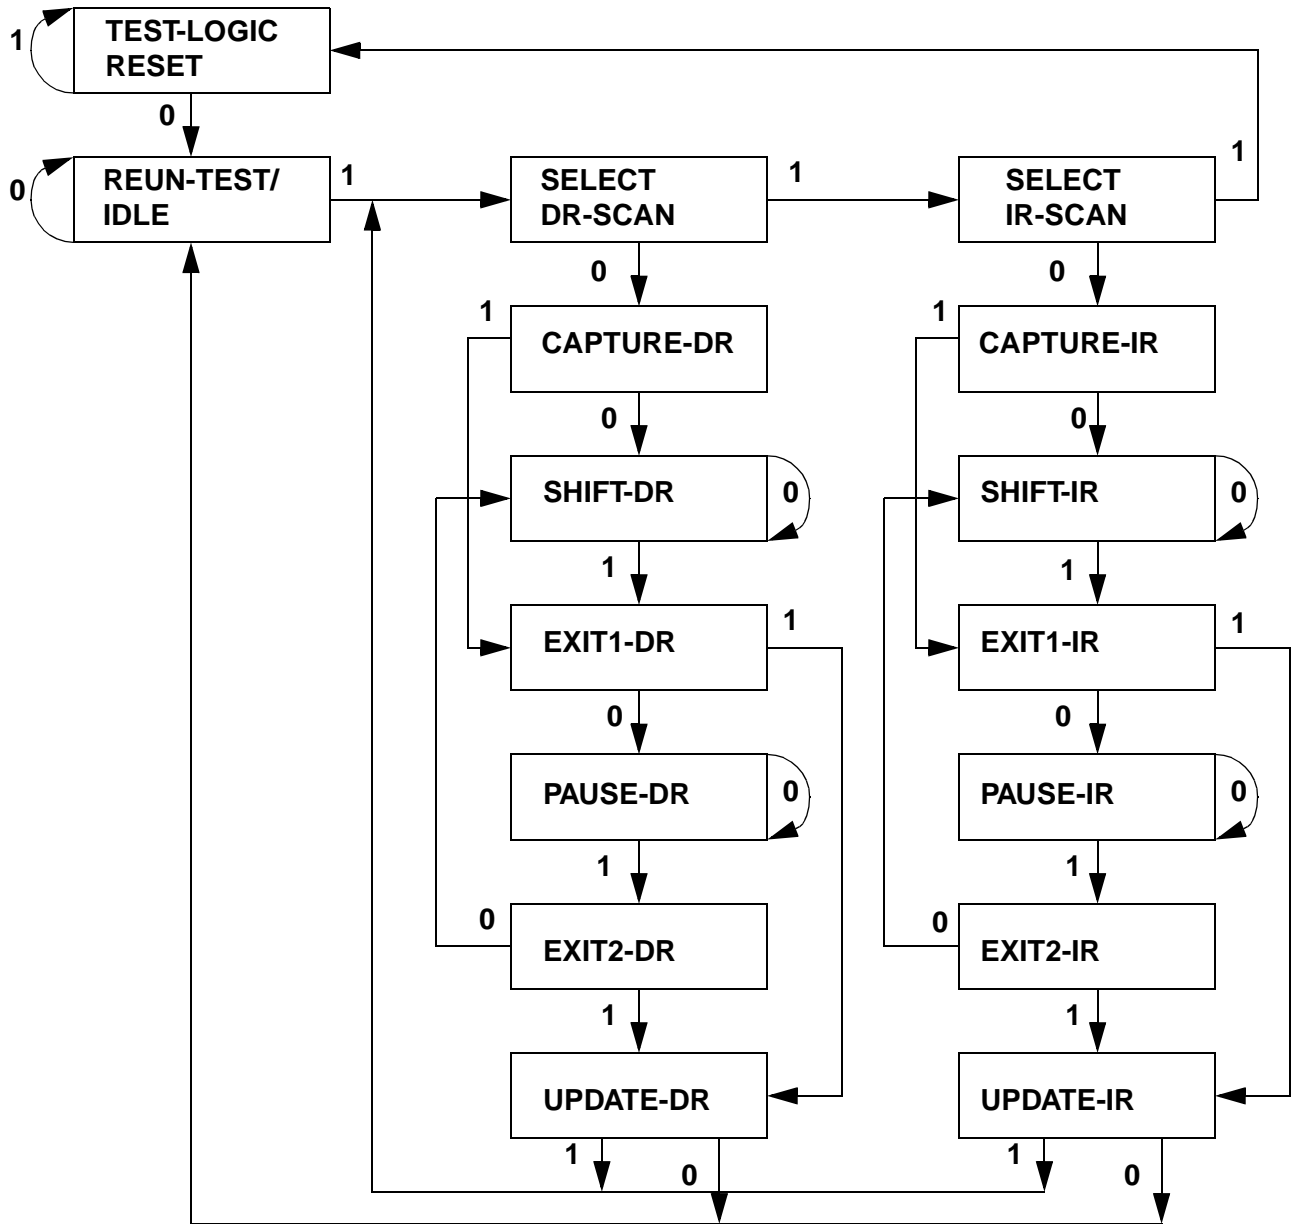 1
TEST-LOGIC
RESET
0
0
REUN-TEST/
IDLE
1
SELECT
DR-SCAN
1
SELECT
IR-SCAN
1
0
0
1
CAPTURE-DR
1
CAPTURE-IR
0
0
SHIFT-DR
0
SHIFT-IR
0
1
1
EXIT1-DR
1
EXIT1-IR
1
0
0
PAUSE-DR
0
PAUSE-IR
0
1
1
0
EXIT2-DR
0
EXIT2-IR
1
1
UPDATE-DR
UPDATE-IR
1
0
1
0